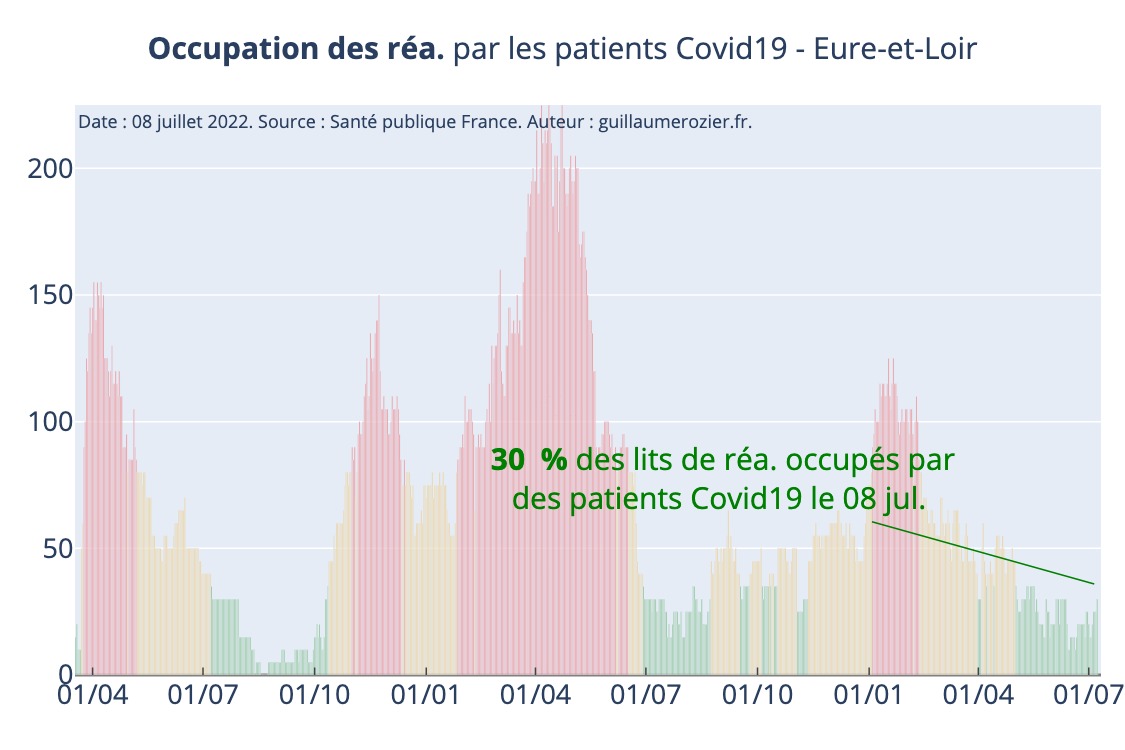 Occupation des réa. par les patients Covid19 - Eure-et-Loir
Date : 08 juillet 2022. Source : Santé publique France. Auteur : guillaumerozier.fr.
200
150
100
50
0
30 % des lits de réa. occupés par
des patients Covid19 le 08 jul.
01/04 01/07 01/10 01/01 01/04 01/07 01/10 01/01 01/04 01/07